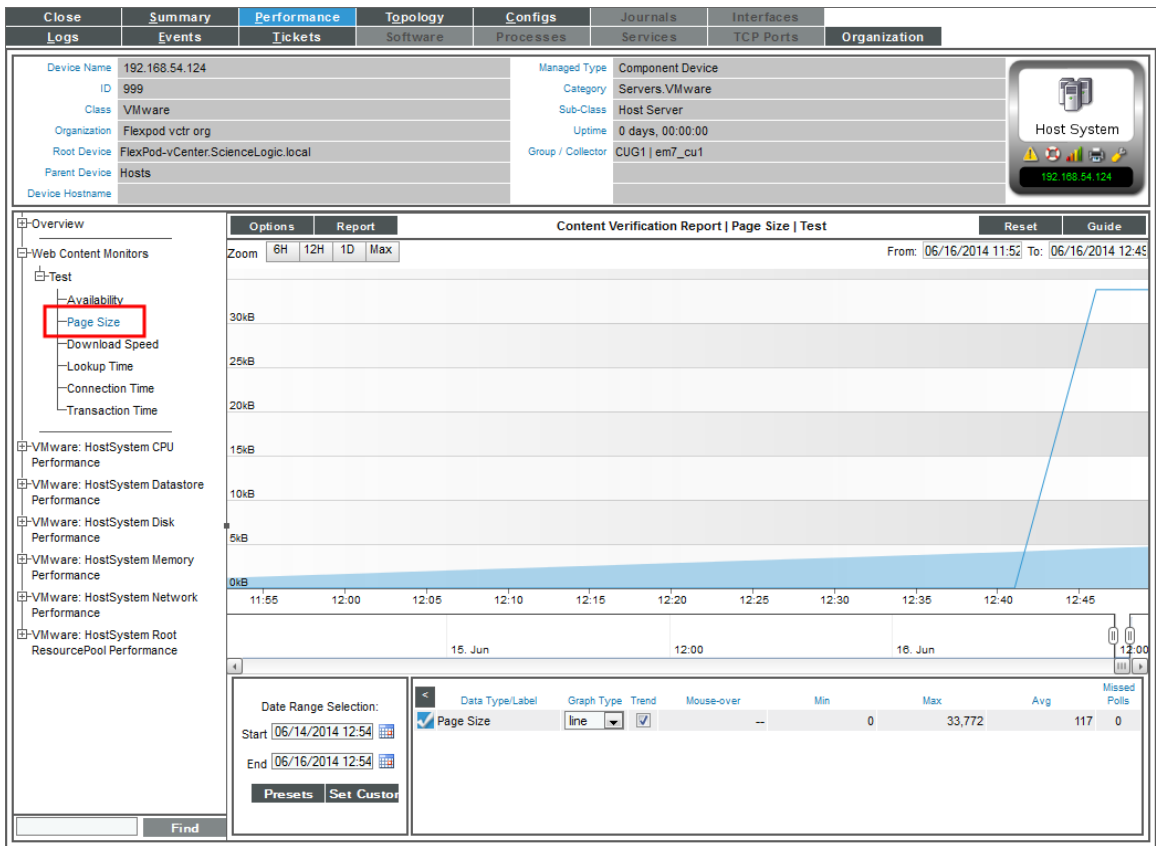 Close Summary Performance Topology Configs Journals Interfaces
Logs Events Tickets Software Processes Services TCP Ports Organization
Device Name 192.168.54.124 Managed Type Component Device
ID 999 Category Servers.VMware
Class VMware Sub-Class Host Server
Organization Flexpod vctr org Uptime 0 days, 00:00:00
Root Device FlexPod-vCenter.ScienceLogic.local Group / Collector CUG1 | em7_cu1
Parent Device Hosts
Device Hostname
Host System
192.168.54.124
Overview
Web Content Monitors
Test
Availability
Page Size
Download Speed
Lookup Time
Connection Time
Transaction Time
VMware: HostSystem CPU
Performance
VMware: HostSystem Datastore
Performance
VMware: HostSystem Disk
Performance
VMware: HostSystem Memory
Performance
VMware: HostSystem Network
Performance
VMware: HostSystem Root
ResourcePool Performance
Find
Options Report Content Verification Report | Page Size | Test Reset Guide
Zoom 6H 12H 1D Max From: 06/16/2014 11:52 To: 06/16/2014 12:49
30kB
25kB
20kB
15kB
10kB
5kB
0kB
11:55 12:00 12:05 12:10 12:15 12:20 12:25 12:30 12:35 12:40 12:45
15. Jun 12:00 16. Jun 12:00
Date Range Selection:
Start 06/14/2014 12:54
End 06/16/2014 12:54
Presets Set Custor
< Data Type/Label Graph Type Trend Mouse-over Min Max Avg Missed Polls
Page Size line -- 0 33,772 117 0